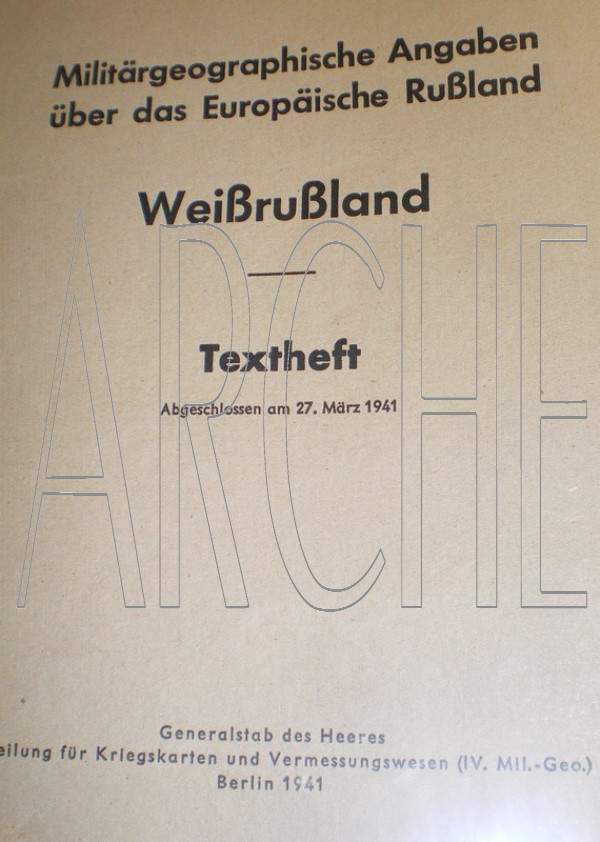 Militärgeographische Angaben
über das Europäische Rußland
Weißrußland
Textheft
Abgeschlossen am 27. März 1941
ARCHE
Generalstab des Heeres
eilung für Kriegskarten und Vermessungswesen (IV. Mil.-Geo.)
Berlin 1941